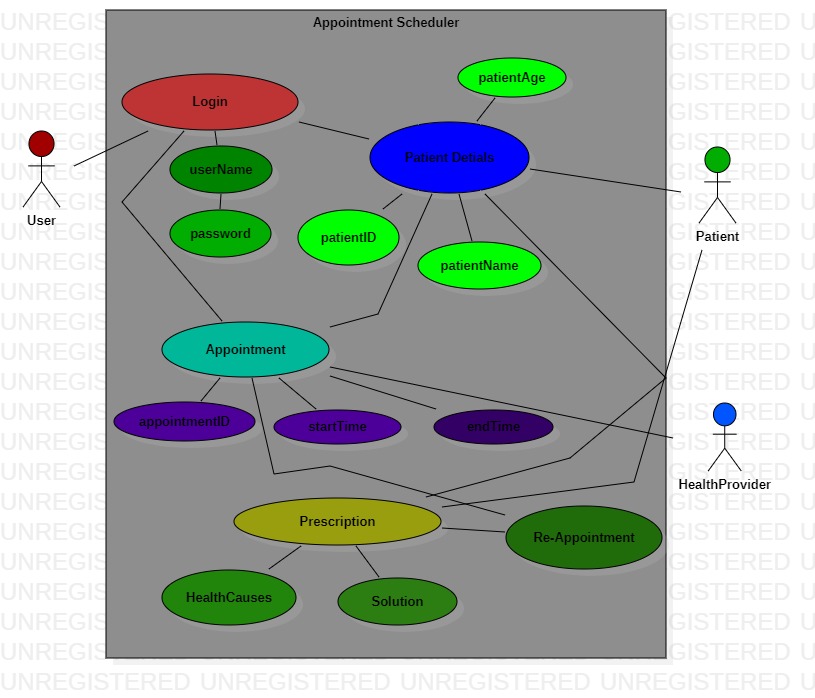 Appointment Scheduler
patientAge
Login
Patient Detials
userName
User
password
patientID
Patient
patientName
Appointment
appointmentID
startTime
endTime
HealthProvider
Prescription
Re-Appointment
HealthCauses
Solution
UNREGISTERED UNREGISTERED UNREGISTERED UNREGISTERED U